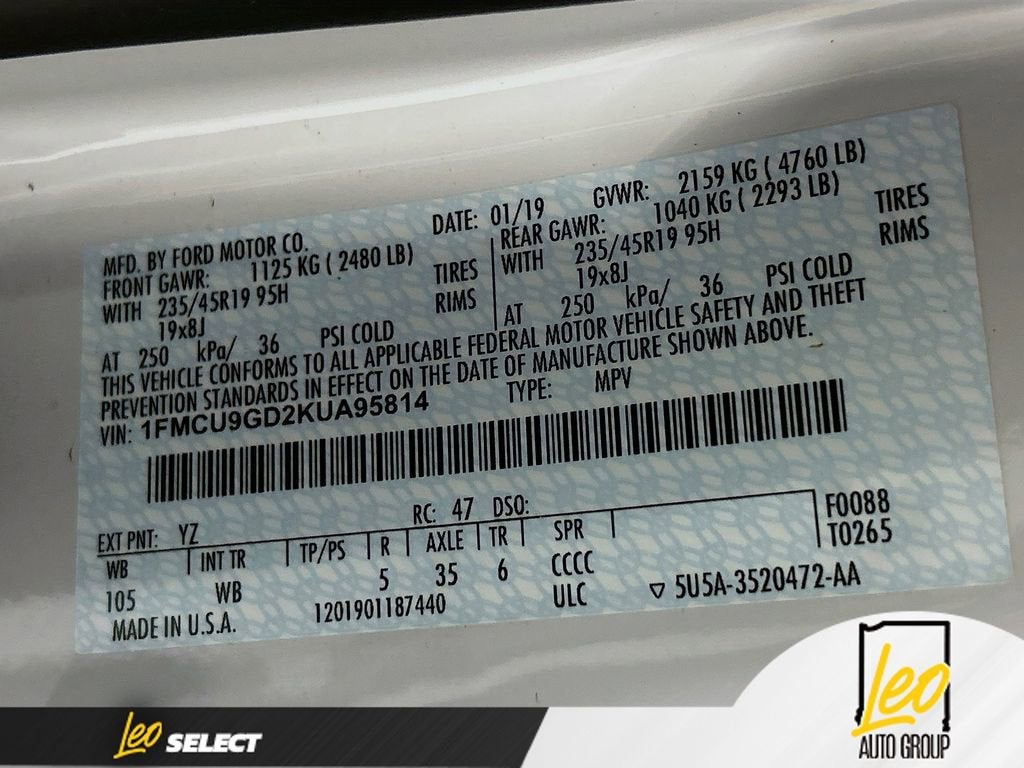 MFD. BY FORD MOTOR CO.
DATE: 01/19
GVWR: 2159 KG ( 4760 LB)
FRONT GAWR: 1125 KG ( 2480 LB)
WITH 235/45R19 95H TIRES
19x8J RIMS
AT 250 kPa/ 36 PSI COLD
REAR GAWR: 1040 KG ( 2293 LB)
WITH 235/45R19 95H TIRES
19x8J RIMS
AT 250 kPa/ 36 PSI COLD
THIS VEHICLE CONFORMS TO ALL APPLICABLE FEDERAL MOTOR VEHICLE SAFETY AND THEFT
PREVENTION STANDARDS IN EFFECT ON THE DATE OF MANUFACTURE SHOWN ABOVE.
VIN: 1FMCU9GD2KUA95814 TYPE: MPV
EXT PNT: YZ RC: 47 DSO: F0088
WB INT TR TP/PS R AXLE TR SPR T0265
105 WB 5 35 6 CCCC
MADE IN U.S.A. 1201901187440 ULC ▽ 5U5A-3520472-AA
Leo SELECT
Leo
AUTO GROUP